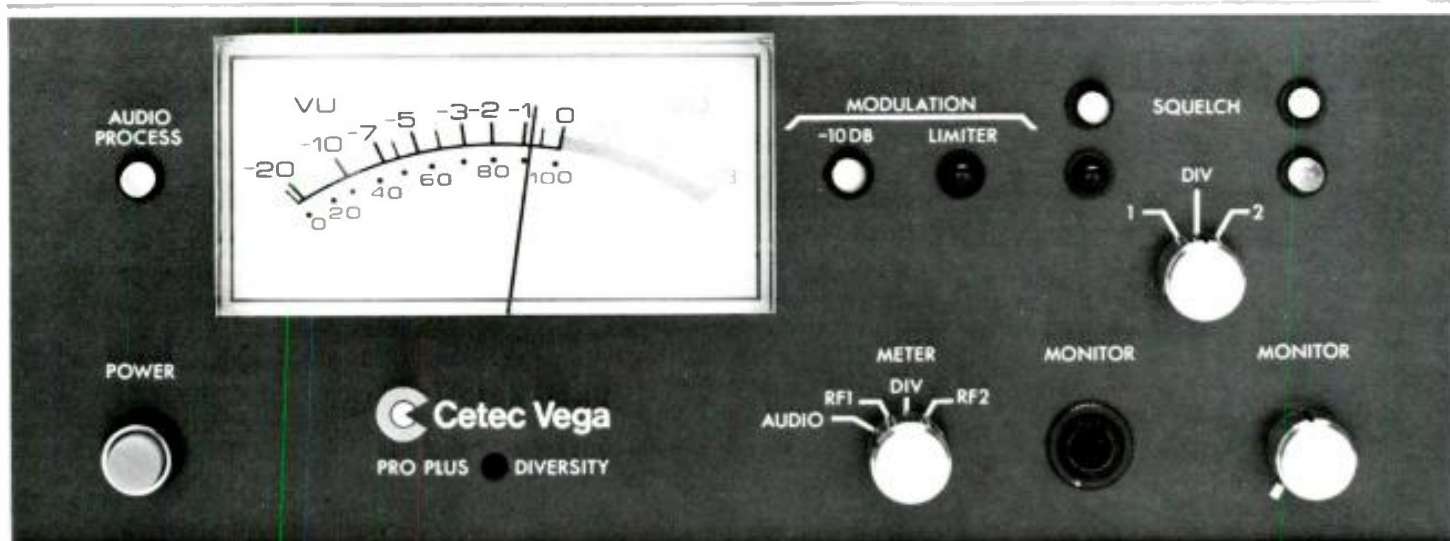 AUDIO
PROCESS
VU
-20 -10 -7 -5 -3 -2 -1 0
0 20 40 60 80 100
MODULATION
-10 DB LIMITER
SQUELCH
DIV
1 2
POWER
Cetec Vega
PRO PLUS DIVERSITY
METER
DIV
RF1 RF2
AUDIO
MONITOR
MONITOR